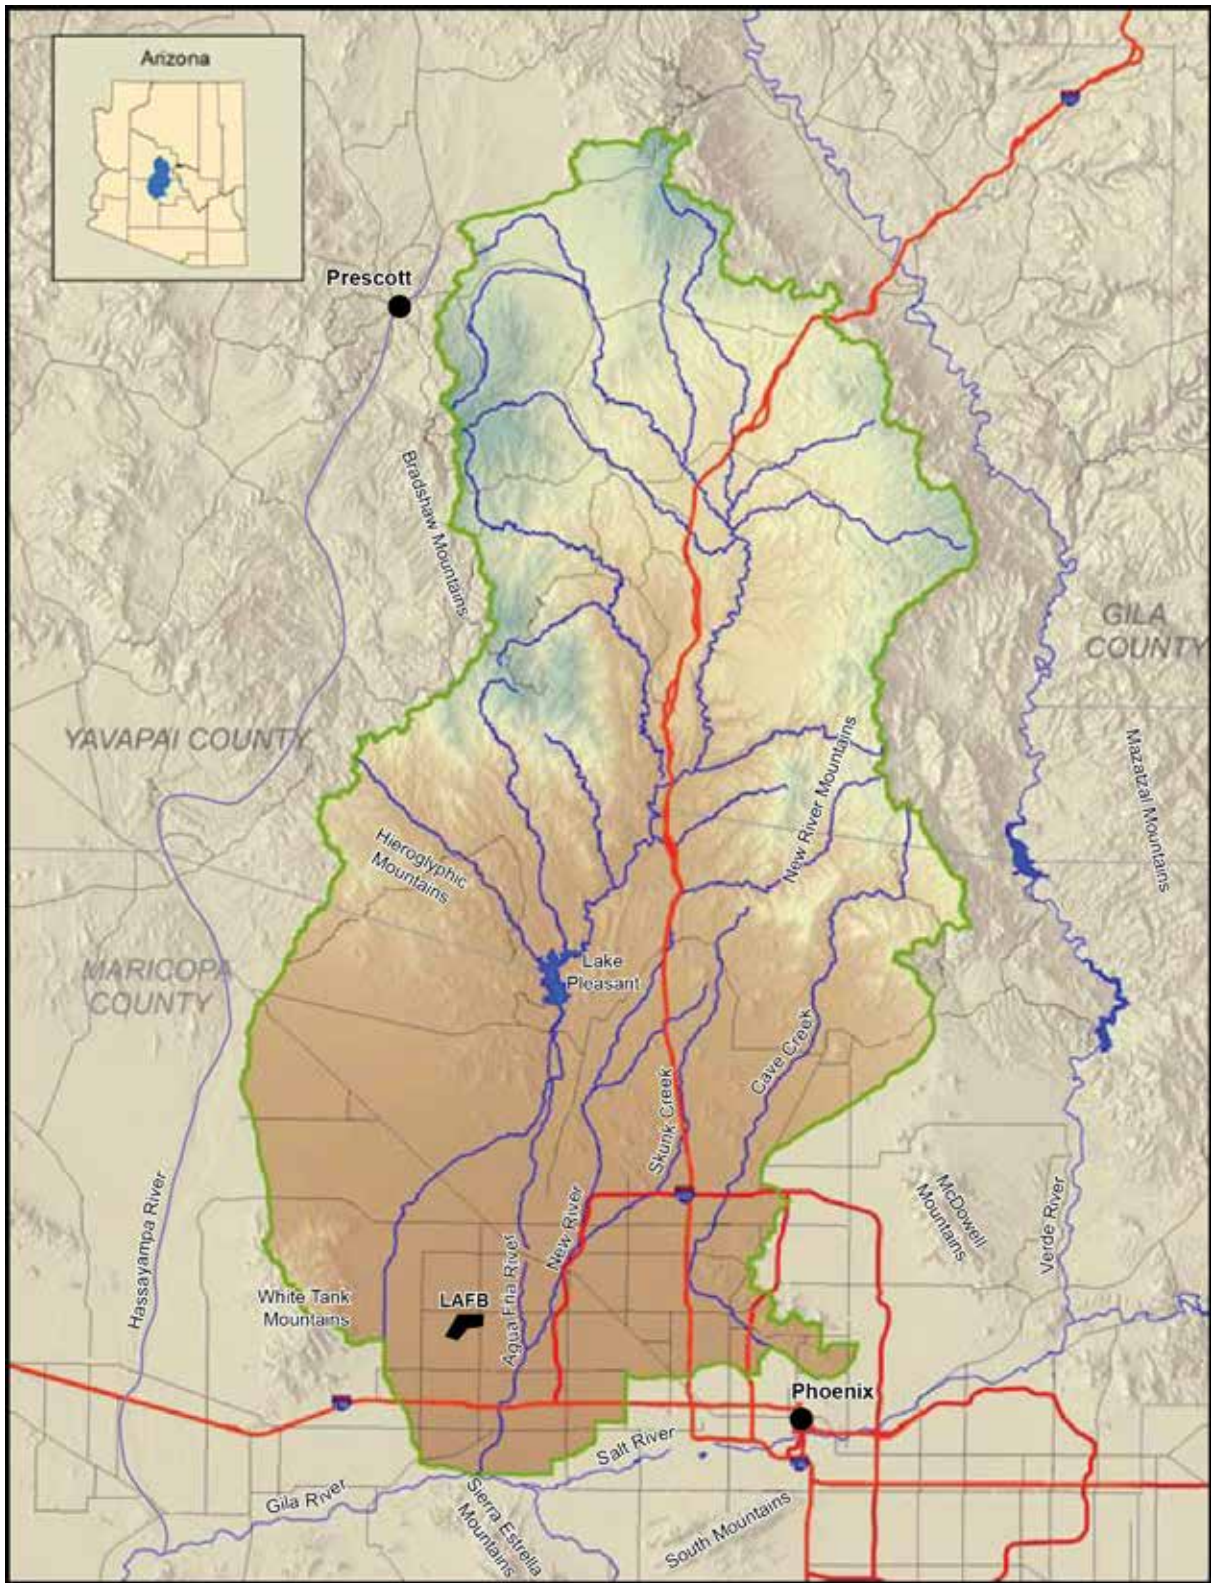 Arizona
Prescott
Bradshaw
Mountains
GILA
COUNTY
YAVAPAI COUNTY
Mazatzal Mountains
New River Mountains
Hieroglyphic
Mountains
Lake
Pleasant
MARICOPA
COUNTY
Cave Creek
Skunk Creek
McDowell
Mountains
Hassayampa River
Verde River
New River
Agua Fria River
White Tank
Mountains
LAFB
Phoenix
Salt River
Gila River
Sierra Estrella
Mountains
South Mountains